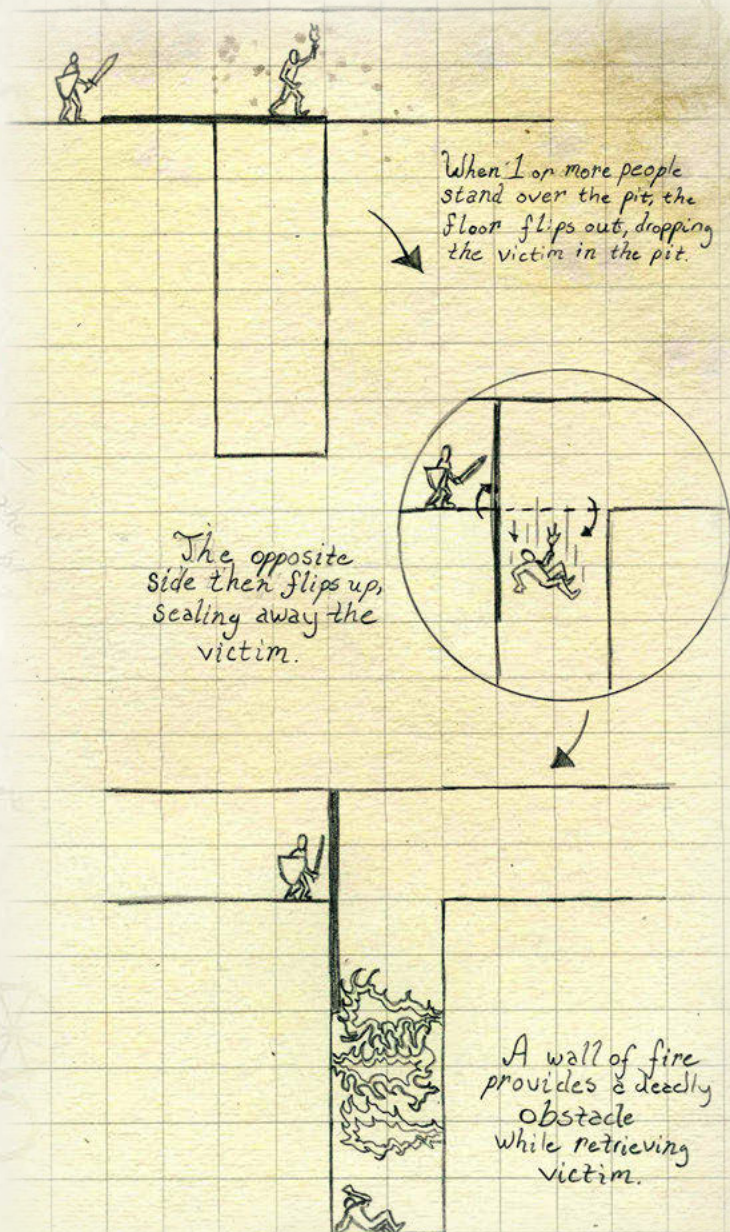 When 1 or more people
stand over the pit, the
floor flips out, dropping
the victim in the pit.
The opposite
side then flips up,
sealing away the
victim.
A wall of fire
provides a deadly
obstacle
while retrieving
victim.